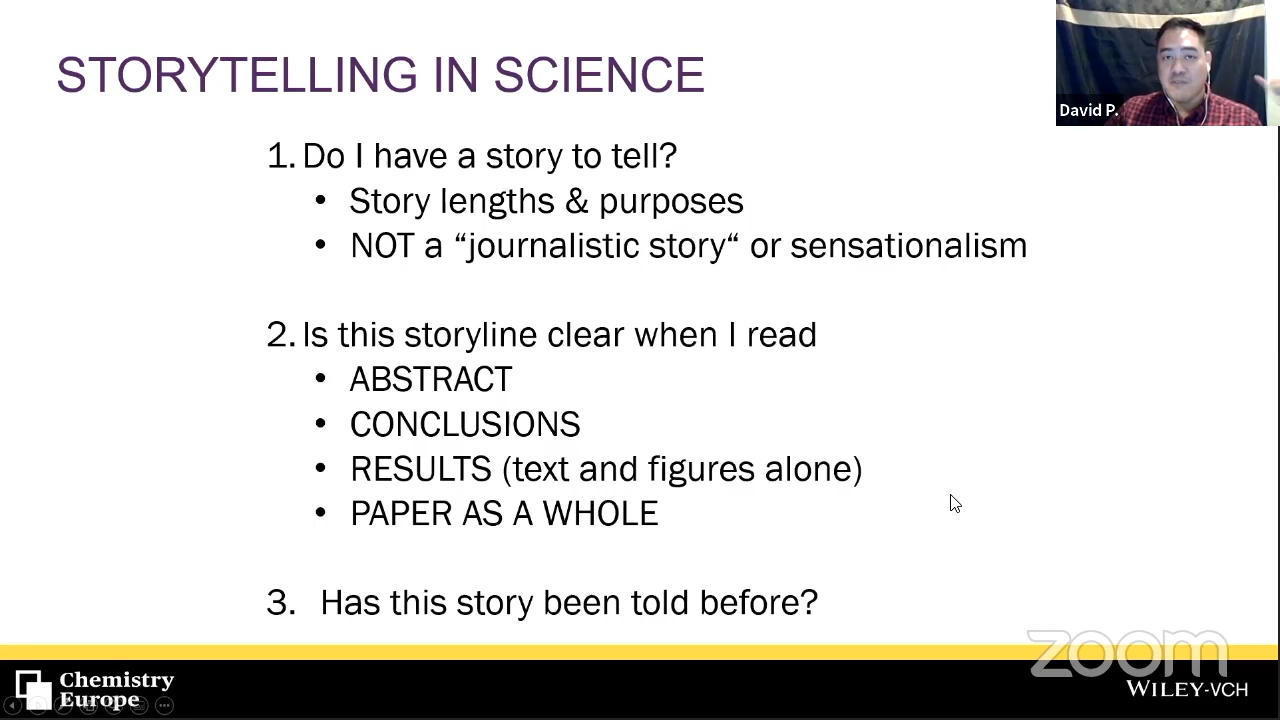 STORYTELLING IN SCIENCE
David P.
1. Do I have a story to tell?
• Story lengths & purposes
• NOT a “journalistic story“ or sensationalism
2. Is this storyline clear when I read
• ABSTRACT
• CONCLUSIONS
• RESULTS (text and figures alone)
• PAPER AS A WHOLE
3. Has this story been told before?
zoom
Chemistry
Europe
WILEY-VCH